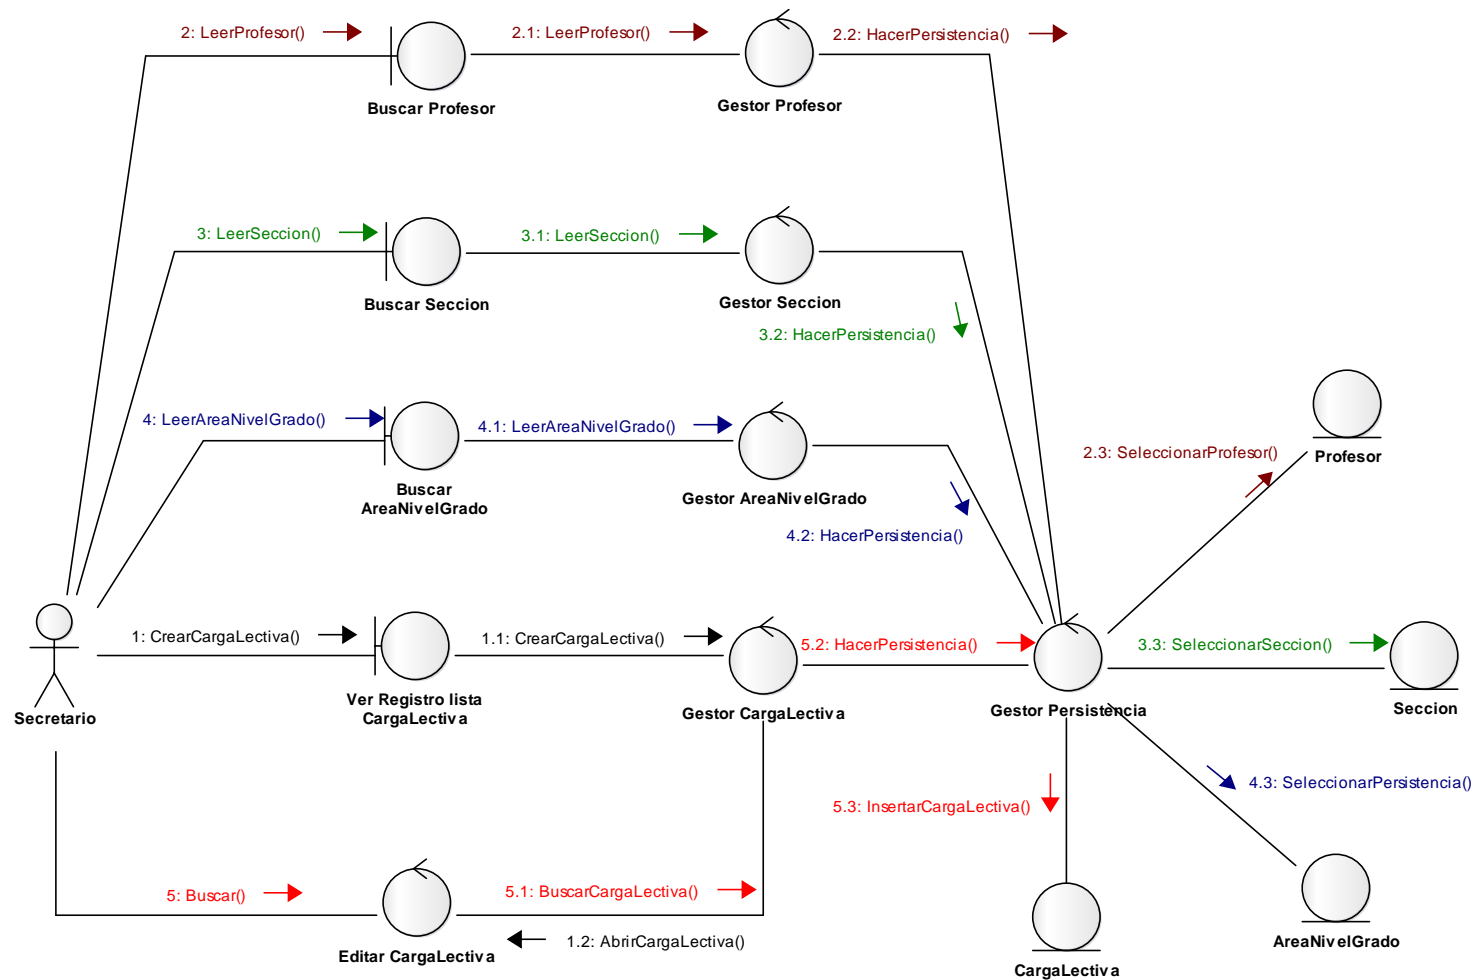 2: LeerProfesor()
2.1: LeerProfesor()
2.2: HacerPersistencia()
Buscar Profesor
Gestor Profesor
3: LeerSeccion()
3.1: LeerSeccion()
Buscar Seccion
Gestor Seccion
3.2: HacerPersistencia()
4: LeerAreaNivelGrado()
4.1: LeerAreaNivelGrado()
Buscar
AreaNivelGrado
Gestor AreaNivelGrado
4.2: HacerPersistencia()
2.3: SeleccionarProfesor()
Profesor
1: CrearCargaLectiva()
1.1: CrearCargaLectiva()
5.2: HacerPersistencia()
3.3: SeleccionarSeccion()
Secretario
Ver Registro lista
CargaLectiva
Gestor CargaLectiva
Gestor Persistencia
Seccion
5.3: InsertarCargaLectiva()
4.3: SeleccionarPersistencia()
5: Buscar()
5.1: BuscarCargaLectiva()
1.2: AbrirCargaLectiva()
Editar CargaLectiva
CargaLectiva
AreaNivelGrado